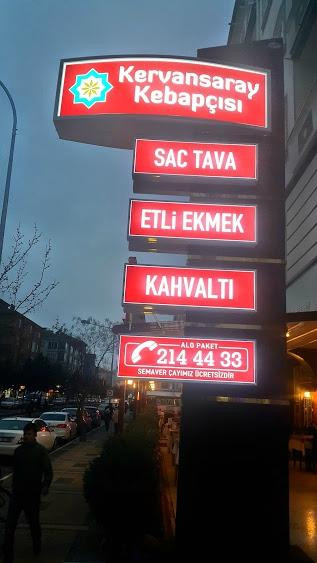 Kervansaray
Kebapçısı
SAC TAVA
ETLİ EKMEK
KAHVALTI
ALO PAKET
214 44 33
SEMAVER ÇAYIMIZ ÜCRETSİZDİR